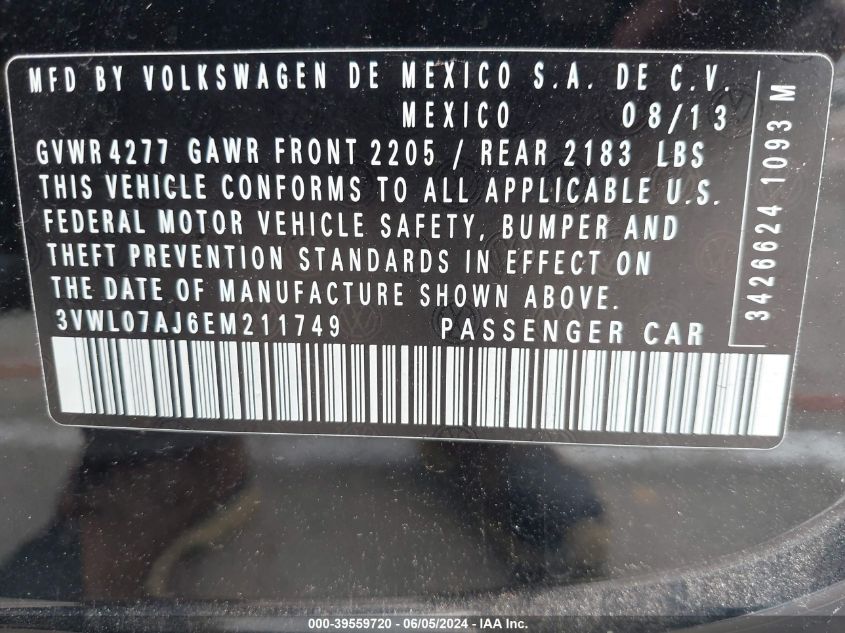 MFD BY VOLKSWAGEN DE MEXICO S.A. DE C.V.
MEXICO 08/13
GVWR 4277 GAWR FRONT 2205 / REAR 2183 LBS
THIS VEHICLE CONFORMS TO ALL APPLICABLE U.S.
FEDERAL MOTOR VEHICLE SAFETY, BUMPER AND
THEFT PREVENTION STANDARDS IN EFFECT ON
THE DATE OF MANUFACTURE SHOWN ABOVE.
3VWL07AJ6EM211749 PASSENGER CAR
3426624 1093 M
000-39559720 - 06/05/2024 - IAA Inc.